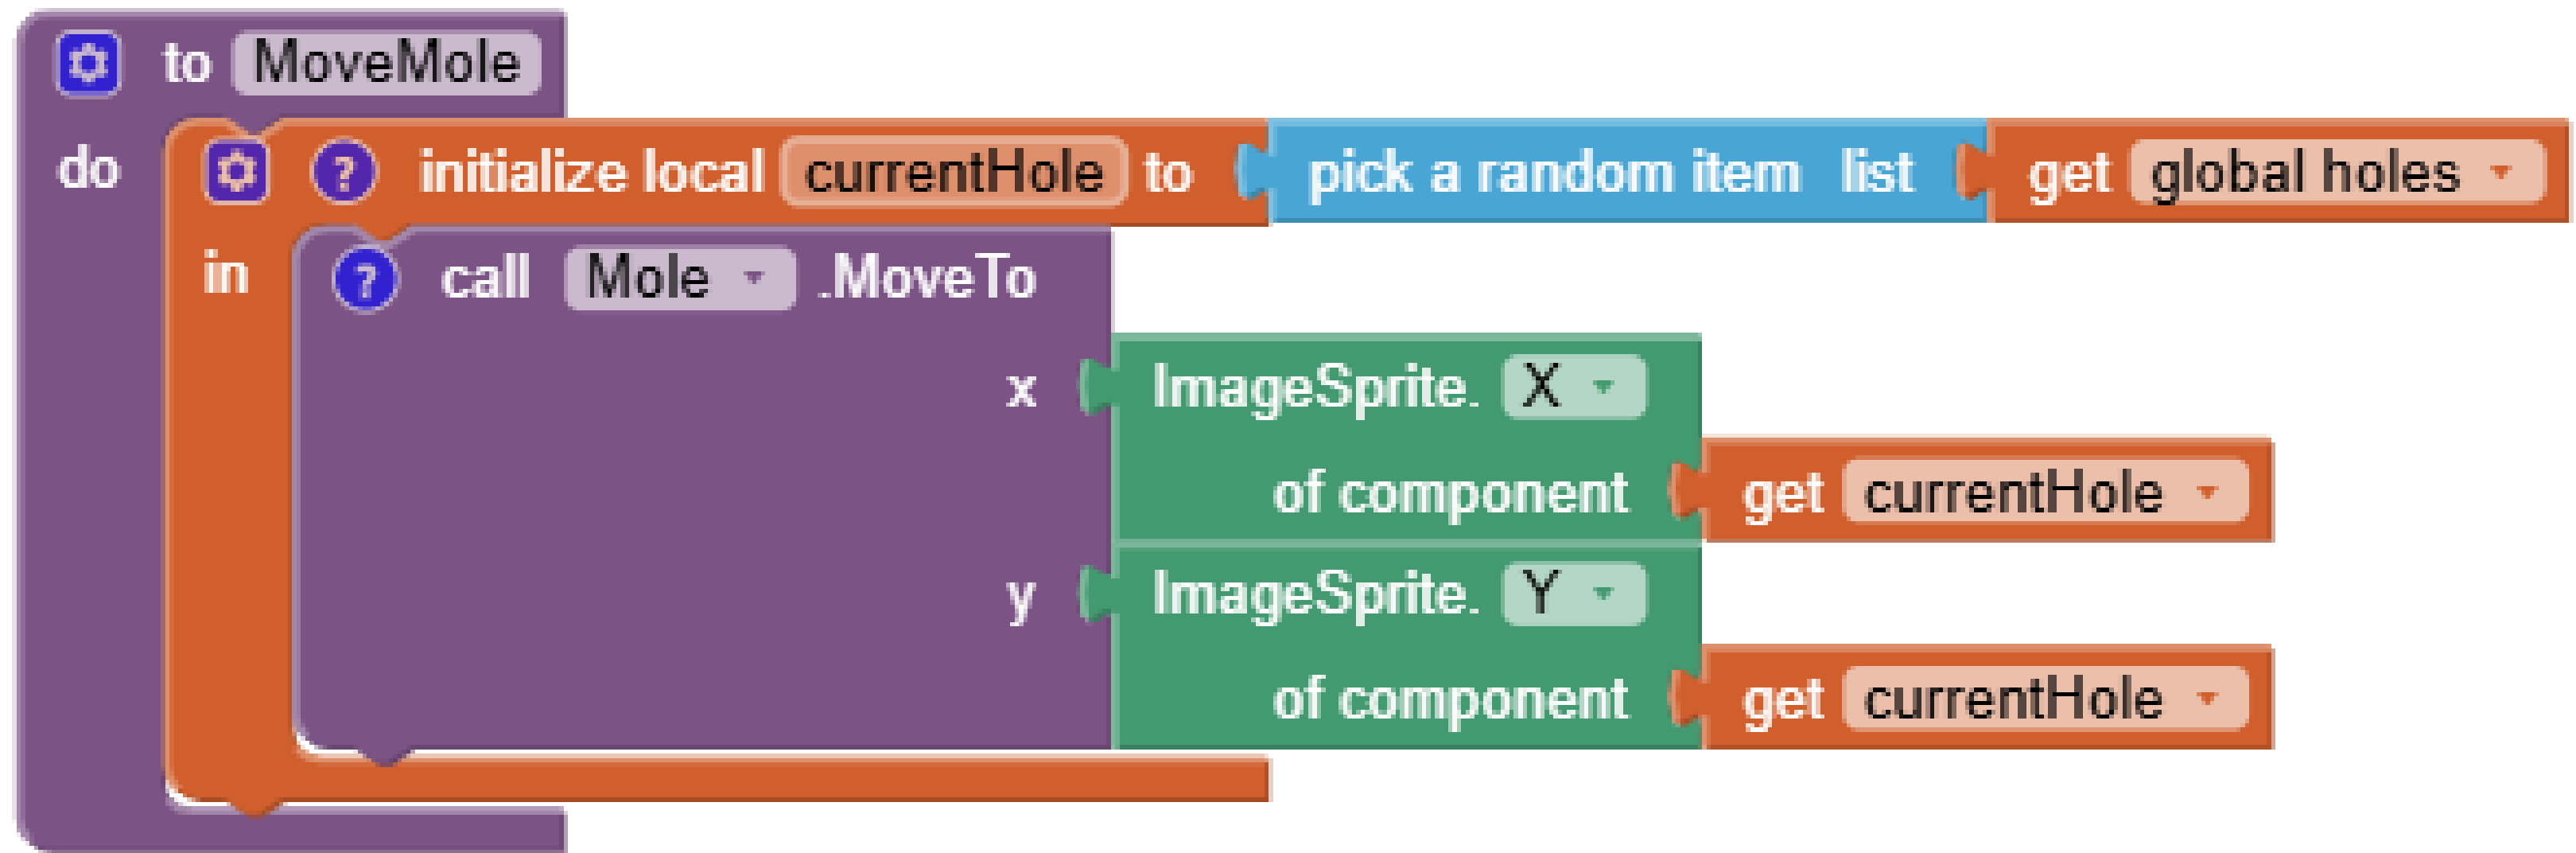 to MoveMole
do ? initialize local currentHole to pick a random item list get global holes
in ? call Mole .MoveTo
x ImageSprite. X
of component get currentHole
y ImageSprite. Y
of component get currentHole